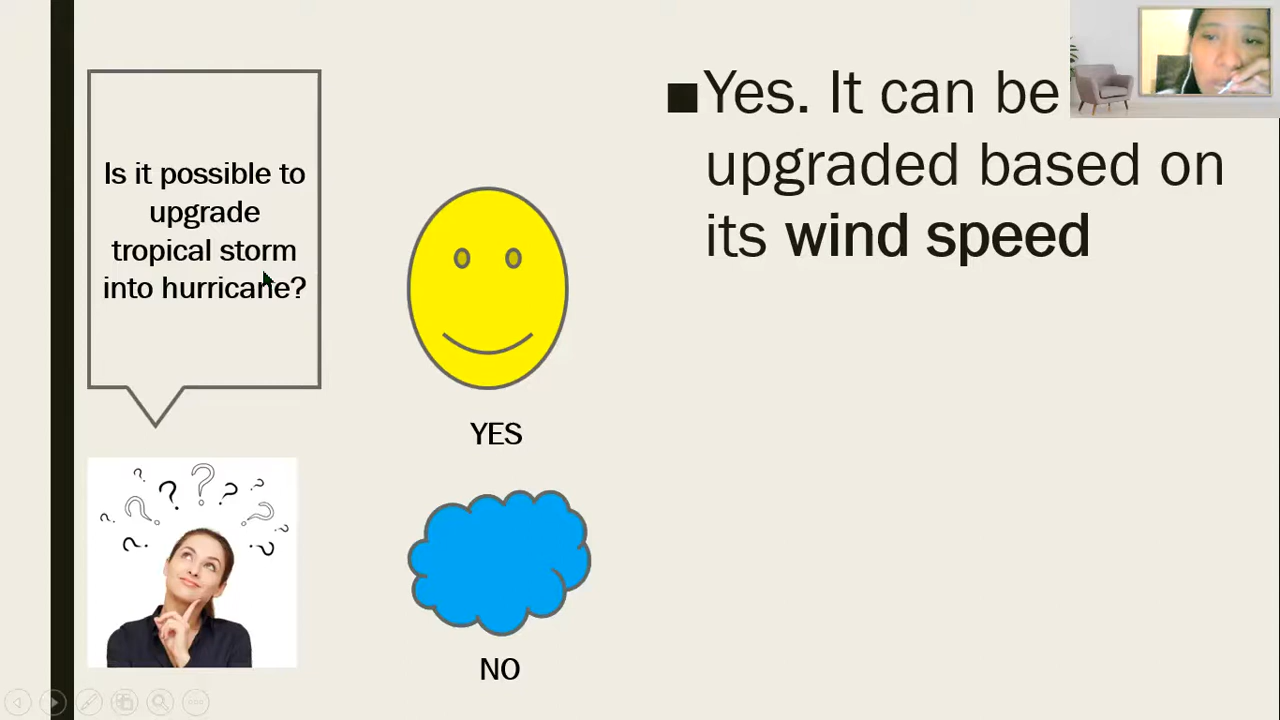 Is it possible to
upgrade
tropical storm
into hurricane?
YES
NO
■Yes. It can be
upgraded based on
its wind speed